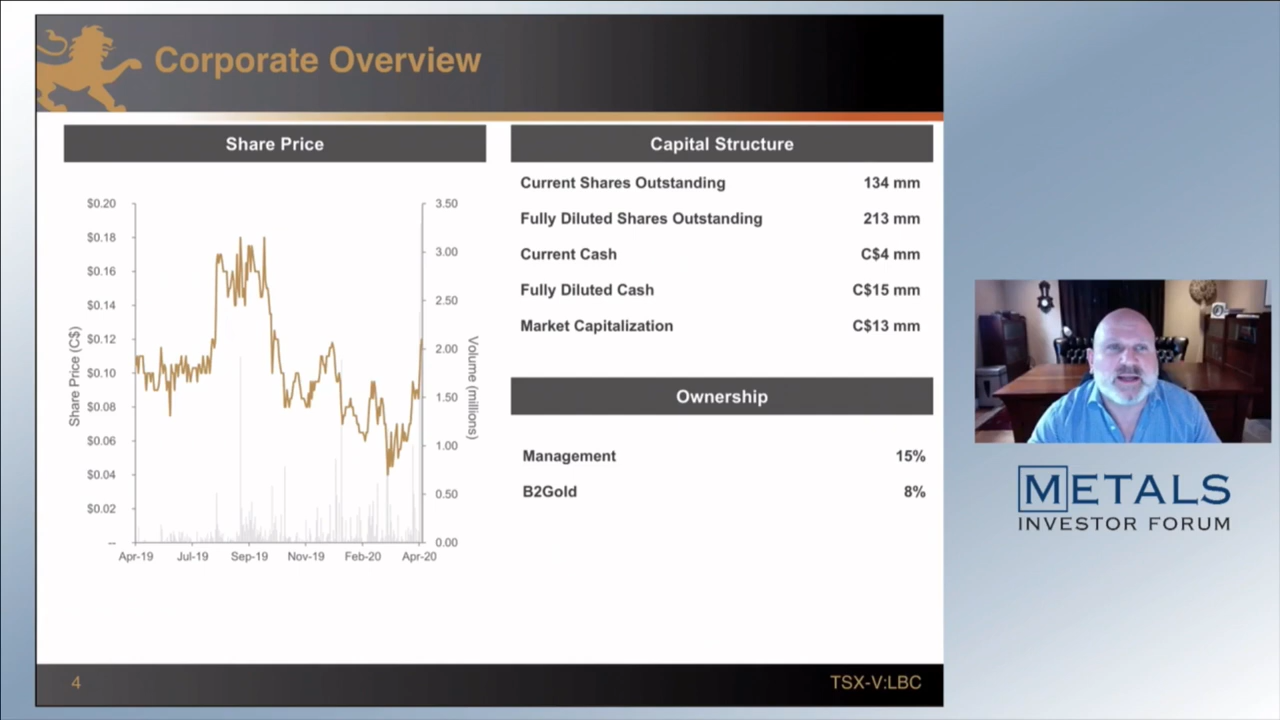 Corporate Overview
Share Price
$0.20
$0.18
$0.16
$0.14
$0.12
$0.10
$0.08
$0.06
$0.04
$0.02
–
Share Price (C$)
3.50
3.00
2.50
2.00
1.50
1.00
0.50
0.00
Volume (millions)
Apr-19 Jul-19 Sep-19 Nov-19 Feb-20 Apr-20
Capital Structure
Current Shares Outstanding 134 mm
Fully Diluted Shares Outstanding 213 mm
Current Cash C$4 mm
Fully Diluted Cash C$15 mm
Market Capitalization C$13 mm
Ownership
Management 15%
B2Gold 8%
4 TSX-V:LBC
METALS
INVESTOR FORUM